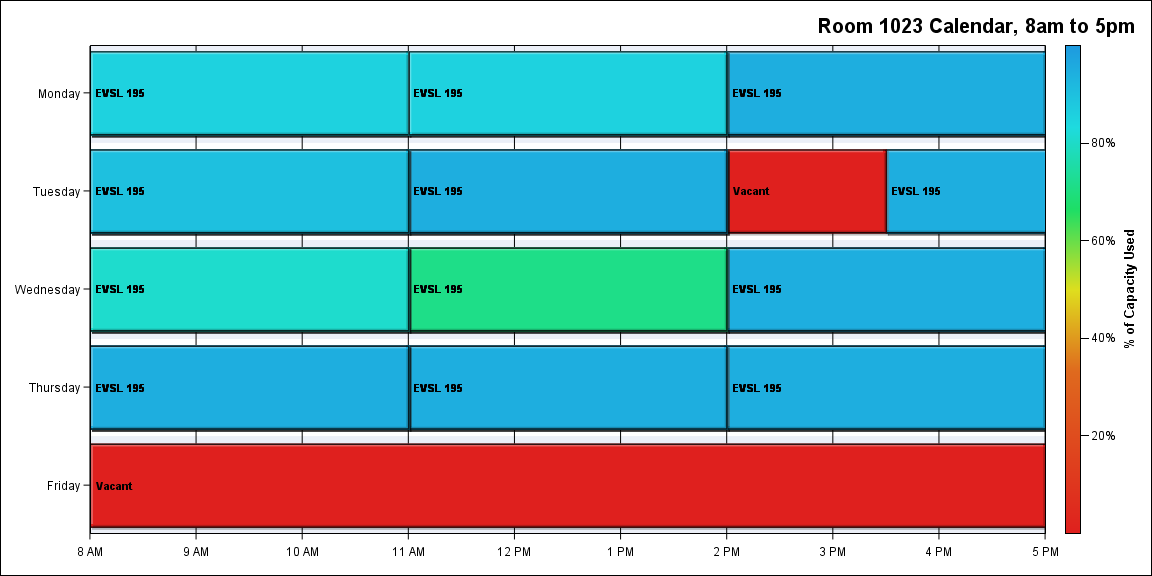 Room 1023 Calendar, 8am to 5pm
Monday
EVSL 195
EVSL 195
EVSL 195
80%
Tuesday
EVSL 195
EVSL 195
Vacant
EVSL 195
60%
% of Capacity Used
Wednesday
EVSL 195
EVSL 195
EVSL 195
40%
Thursday
EVSL 195
EVSL 195
EVSL 195
20%
Friday
Vacant
8 AM
9 AM
10 AM
11 AM
12 PM
1 PM
2 PM
3 PM
4 PM
5 PM